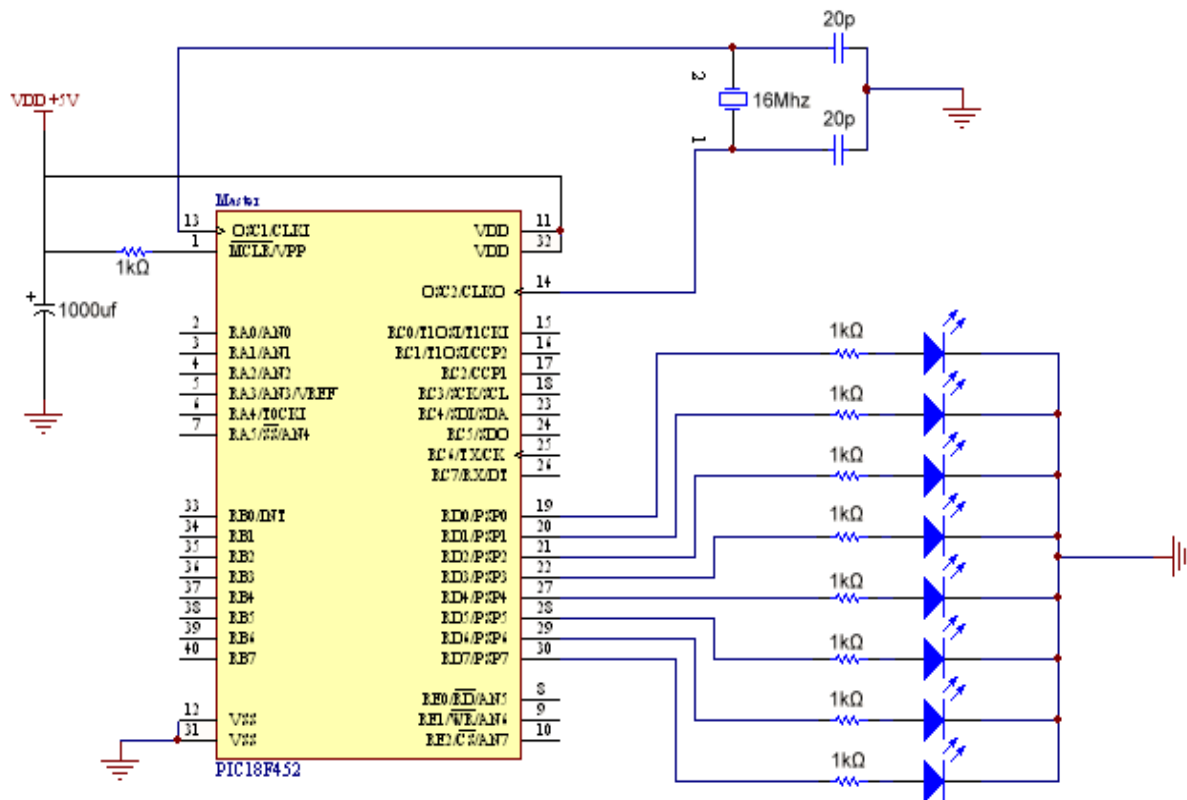 20p
2
16Mhz
VDD +5V
1
20p
Master
13 OSC1/CLKI VDD 11
1 MCLR/VPP VDD 32
1kΩ
OSC2/CLKO 14
+ 1000uf
2 RA0/AN0 RC0/T1OSI/T1CKI 15
3 RA1/AN1 RC1/T1OSI/CCP2 16
4 RA2/AN2 RC2/CCP1 17
5 RA3/AN3/VREF RC3/SCK/SCL 18
6 RA4/T0CKI RC4/SDI/SDA 23
7 RA5/SS/AN4 RC5/SDO 24
RC6/TX/CK 25
RC7/RX/DT 26
33 RB0/INT RD0/PSP0 19
34 RB1 RD1/PSP1 20
35 RB2 RD2/PSP2 21
36 RB3 RD3/PSP3 22
37 RB4 RD4/PSP4 27
38 RB5 RD5/PSP5 28
39 RB6 RD6/PSP6 29
40 RB7 RD7/PSP7 30
RE0/RD/AN5 8
12 VSS RE1/WR/AN6 9
31 VSS RE2/CS/AN7 10
PIC18F452
1kΩ
1kΩ
1kΩ
1kΩ
1kΩ
1kΩ
1kΩ
1kΩ